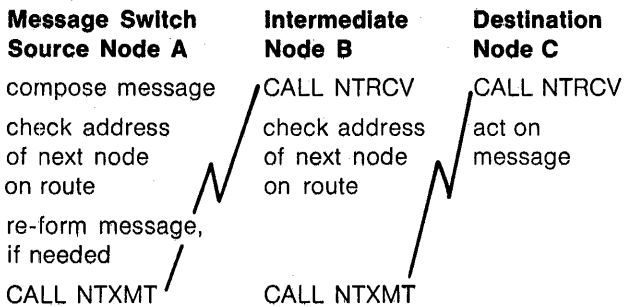 Message Switch
Source Node A
compose message
check address
of next node
on route
re-form message,
if needed
CALL NTXMT
Intermediate
Node B
CALL NTRCV
check address
of next node
on route
CALL NTXMT
Destination
Node C
CALL NTRCV
act on
message